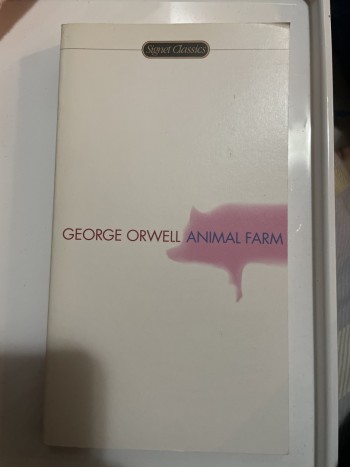 Signet Classics
GEORGE ORWELL ANIMAL FARM